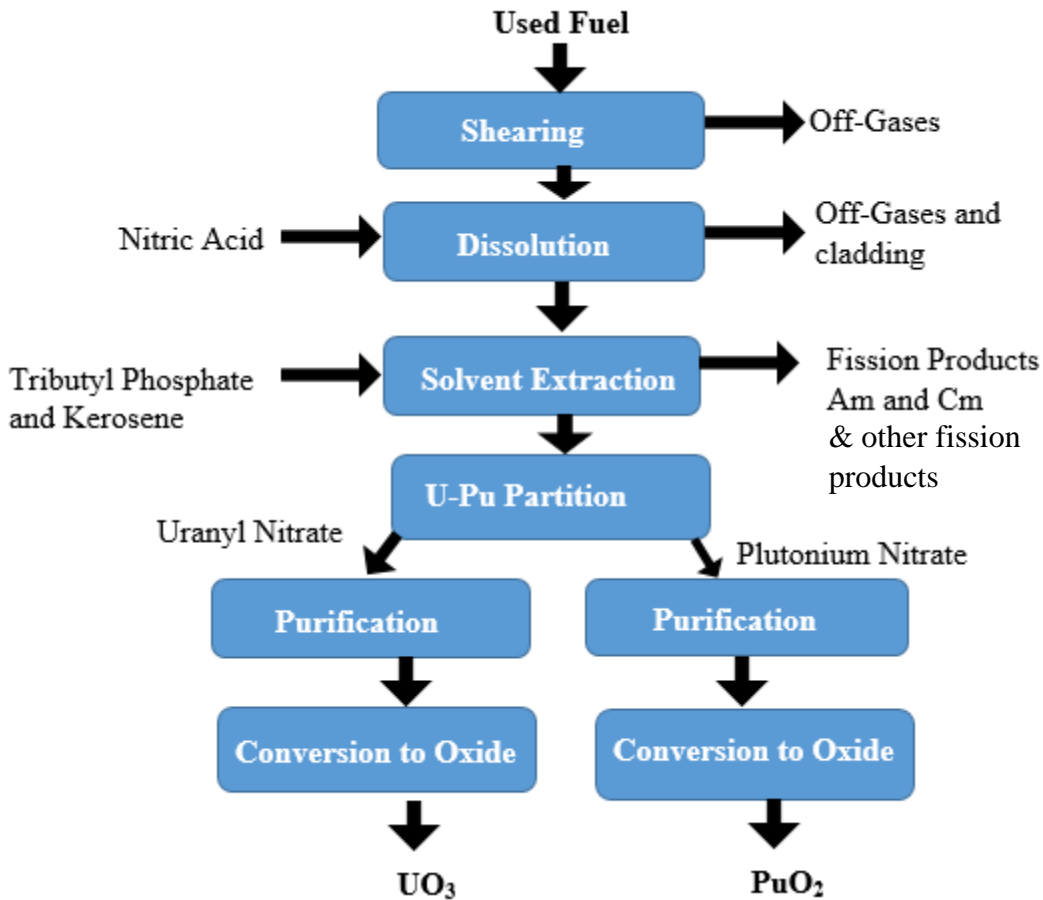 Used Fuel
Shearing
Off-Gases
Nitric Acid
Dissolution
Off-Gases and
cladding
Tributyl Phosphate
and Kerosene
Solvent Extraction
Fission Products
Am and Cm
& other fission
products
U-Pu Partition
Uranyl Nitrate
Plutonium Nitrate
Purification
Purification
Conversion to Oxide
Conversion to Oxide
UO₃
PuO₂